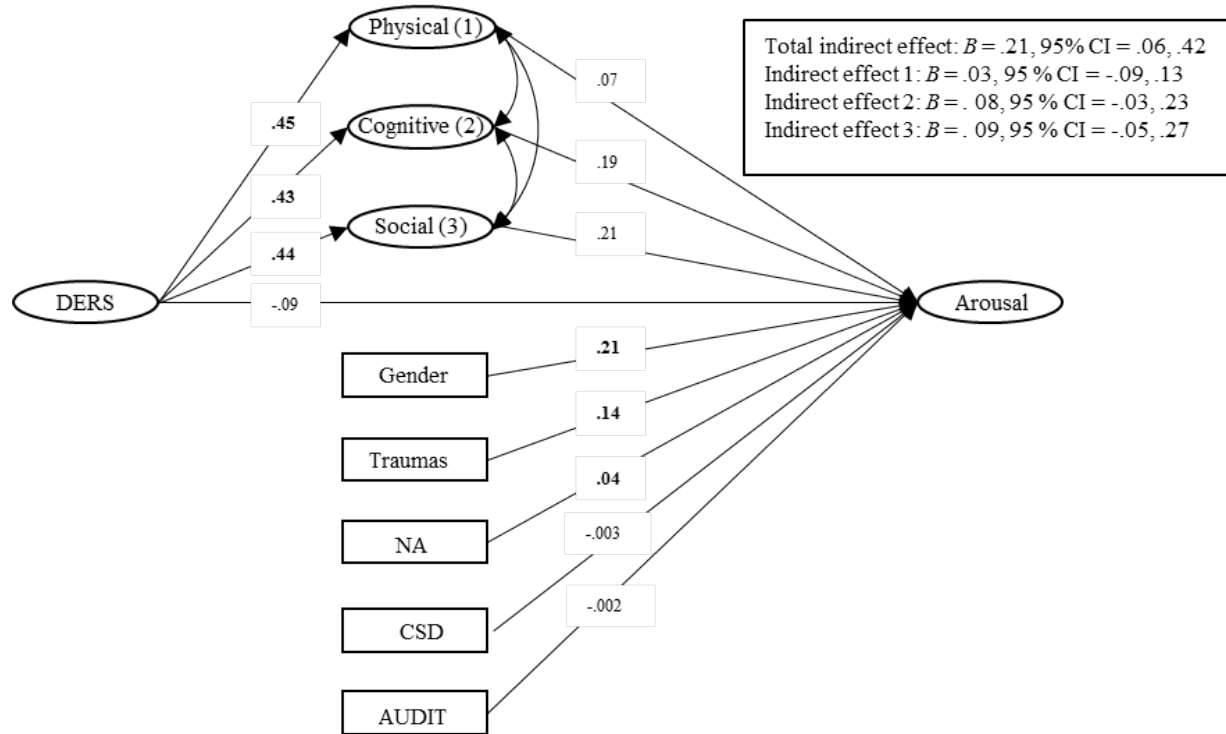 Physical (1)
Total indirect effect: B = .21, 95% CI = .06, .42
Indirect effect 1: B = .03, 95 % CI = -.09, .13
Indirect effect 2: B = . 08, 95 % CI = -.03, .23
Indirect effect 3: B = . 09, 95 % CI = -.05, .27
.07
.45
Cognitive (2)
.19
.43
Social (3)
.21
.44
DERS
-.09
Arousal
.21
Gender
.14
Traumas
.04
NA
-.003
-.002
CSD
AUDIT